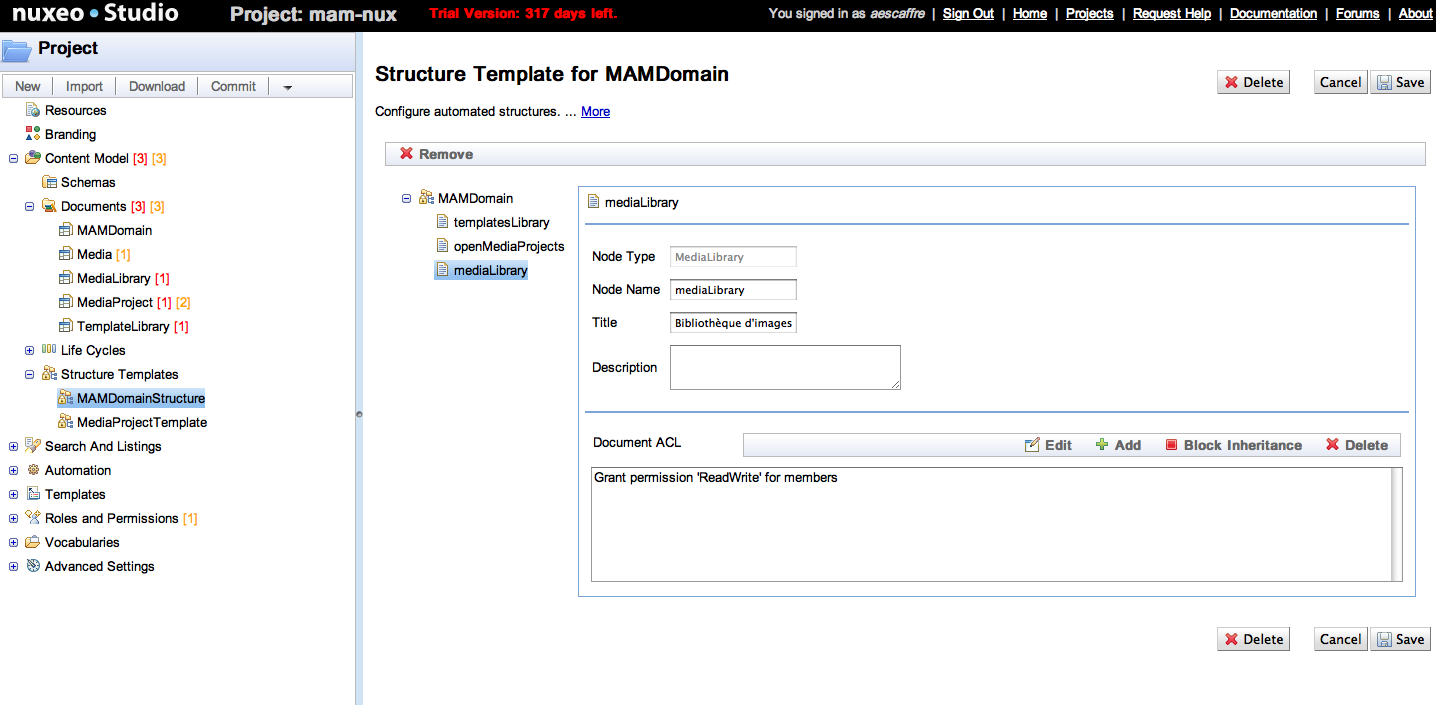 nuxeo • Studio Project: mam-nux Trial Version: 317 days left. You signed in as aescaffre | Sign Out | Home | Projects | Request Help | Documentation | Forums | About
Project
New Import Download Commit
Resources
Branding
Content Model [3] [3]
Schemas
Documents [3] [3]
MAMDomain
Media [1]
MediaLibrary [1]
MediaProject [1] [2]
TemplateLibrary [1]
Life Cycles
Structure Templates
MAMDomainStructure
MediaProjectTemplate
Search And Listings
Automation
Templates
Roles and Permissions [1]
Vocabularies
Advanced Settings
Structure Template for MAMDomain
Delete Cancel Save
Configure automated structures. ... More
Remove
MAMDomain
templatesLibrary
openMediaProjects
mediaLibrary
mediaLibrary
Node Type MediaLibrary
Node Name mediaLibrary
Title Bibliothèque d'images
Description
Document ACL Edit Add Block Inheritance Delete
Grant permission 'ReadWrite' for members
Delete Cancel Save